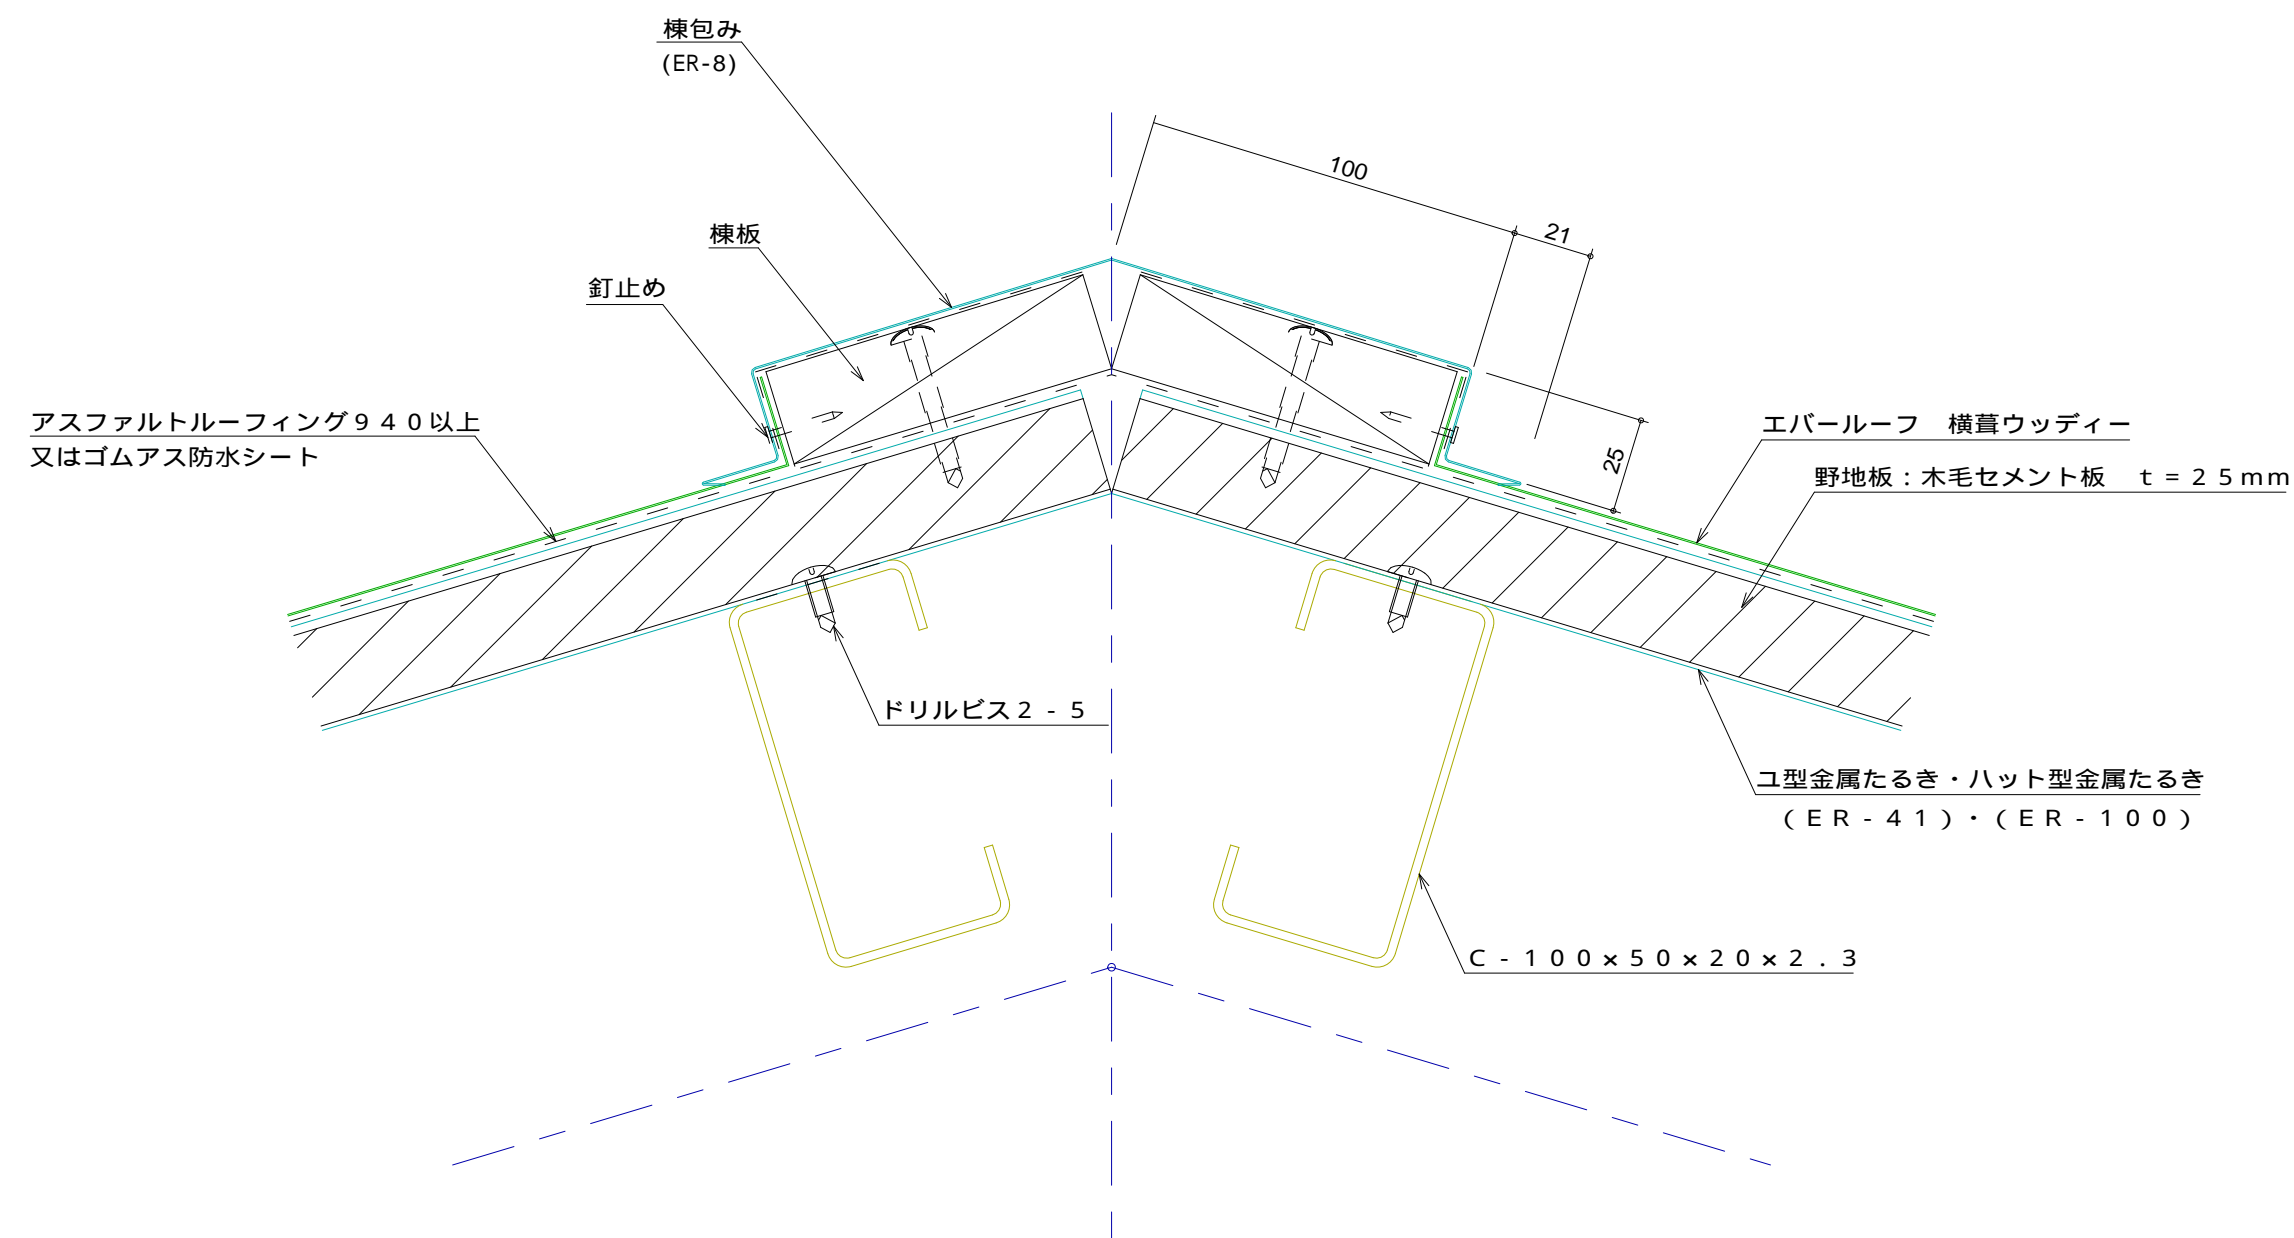 棟包み
(ER-8)
100
21
棟板
釘止め
アスファルトルーフィング９４０以上
又はゴムアス防水シート
エバールーフ　横葺ウッディー
25
野地板：木毛セメント板　ｔ＝２５mm
ドリルビス２-５
ユ型金属たるき・ハット型金属たるき
（ＥＲ-４１）・（ＥＲ-１００）
Ｃ-１００×５０×２０×２．３